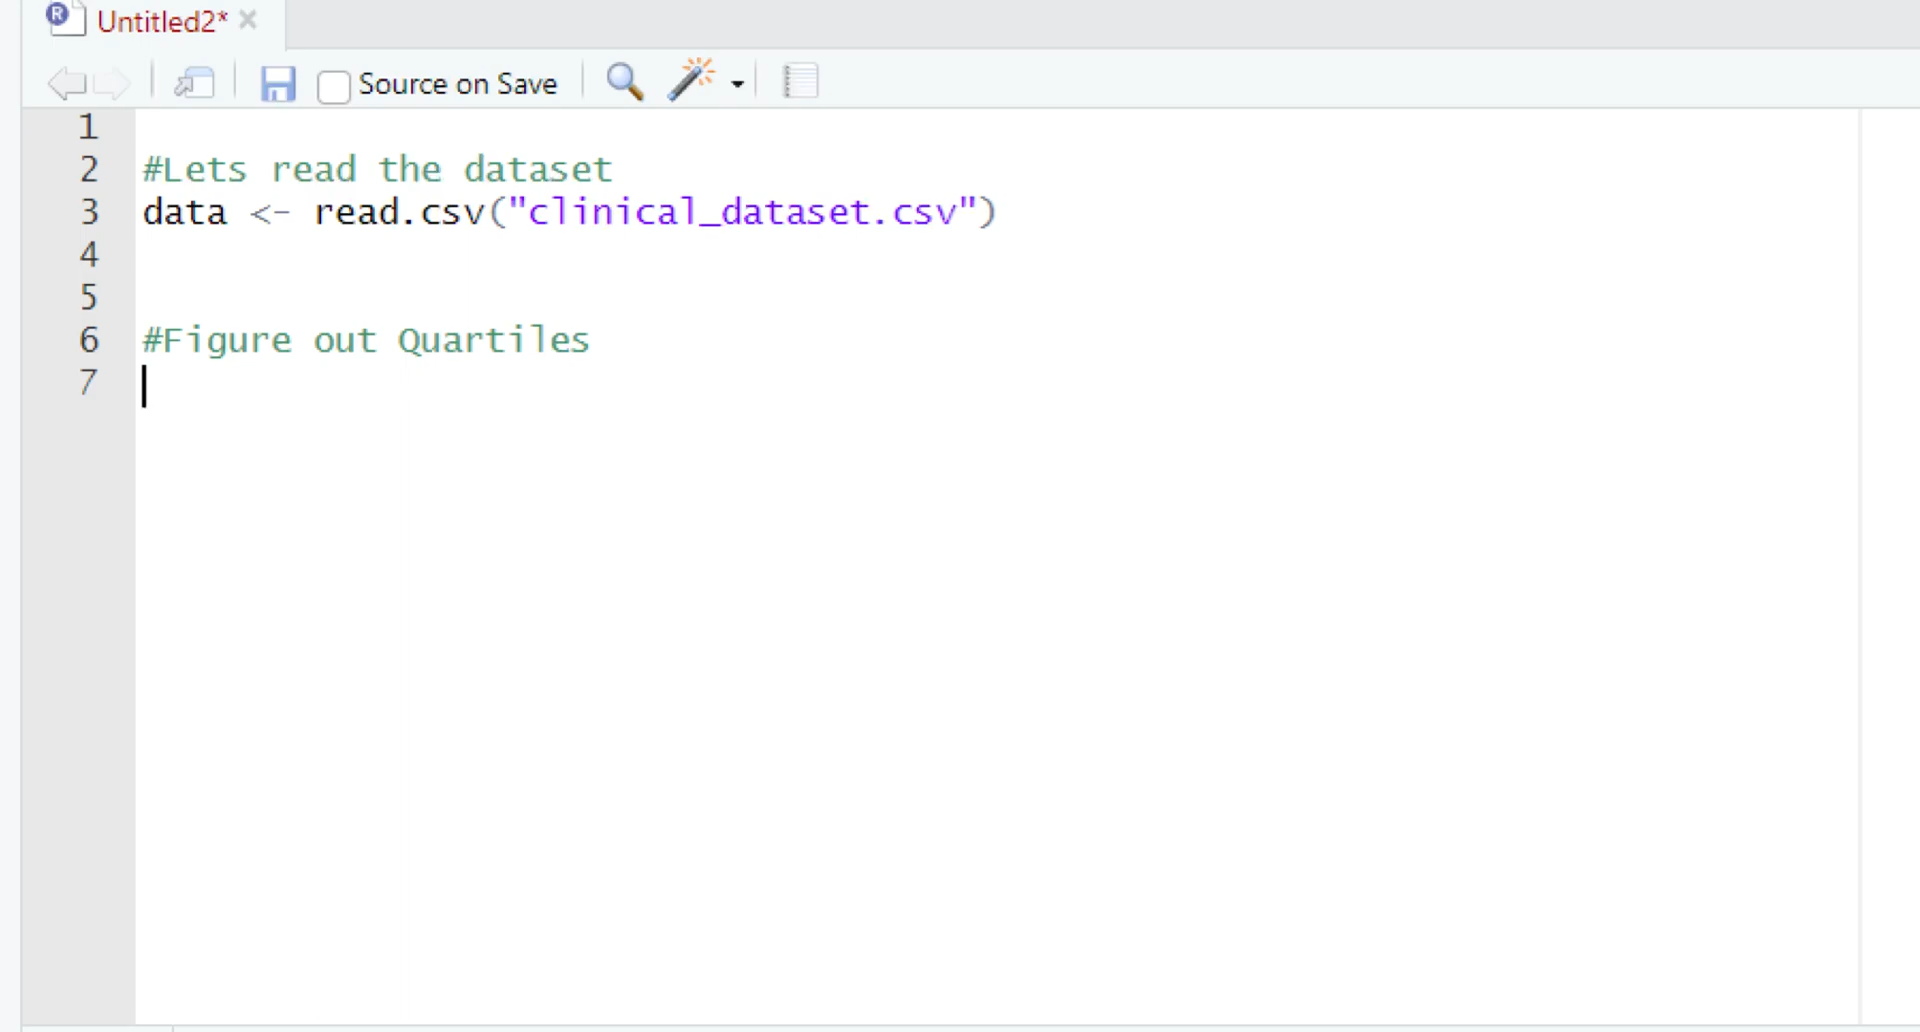 R Untitled2*
Source on Save
1
2 #Lets read the dataset
3 data <- read.csv("clinical_dataset.csv")
4
5
6 #Figure out Quartiles
7